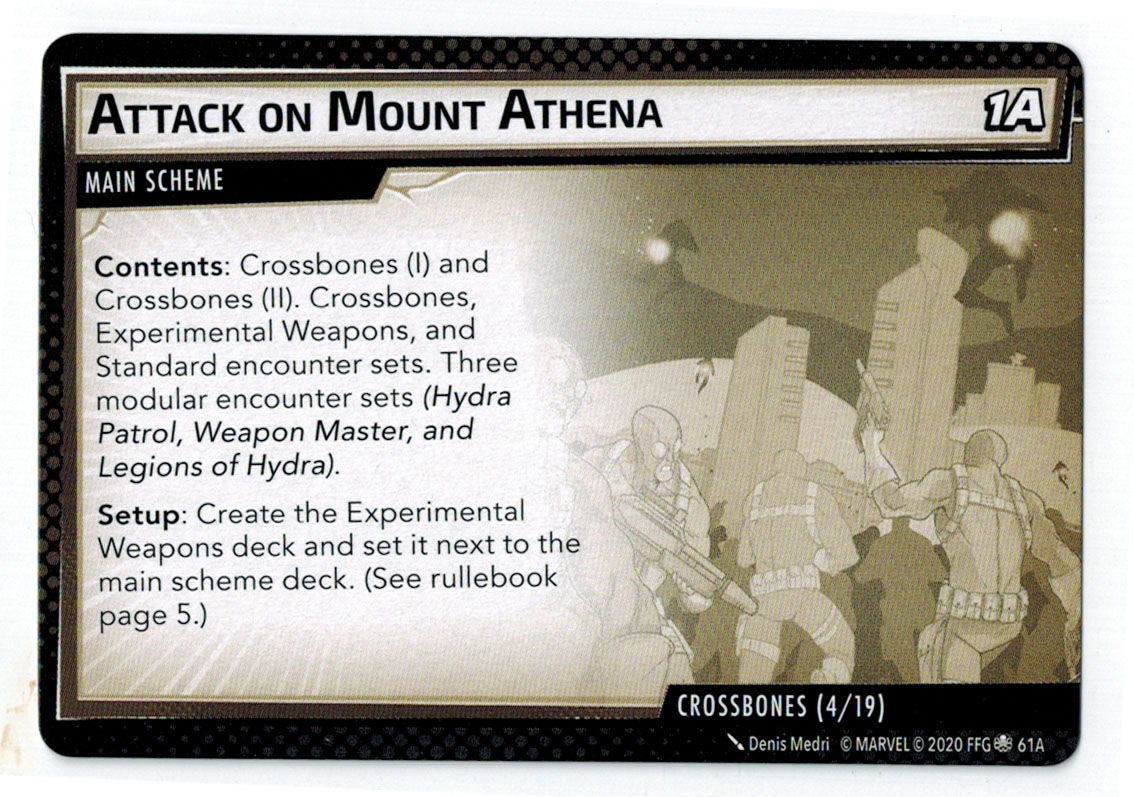 ATTACK ON MOUNT ATHENA
1A
MAIN SCHEME
Contents: Crossbones (I) and
Crossbones (II). Crossbones,
Experimental Weapons, and
Standard encounter sets. Three
modular encounter sets (Hydra
Patrol, Weapon Master, and
Legions of Hydra).
Setup: Create the Experimental
Weapons deck and set it next to the
main scheme deck. (See rullebook
page 5.)
CROSSBONES (4/19)
Denis Medri © MARVEL © 2020 FFG 61A